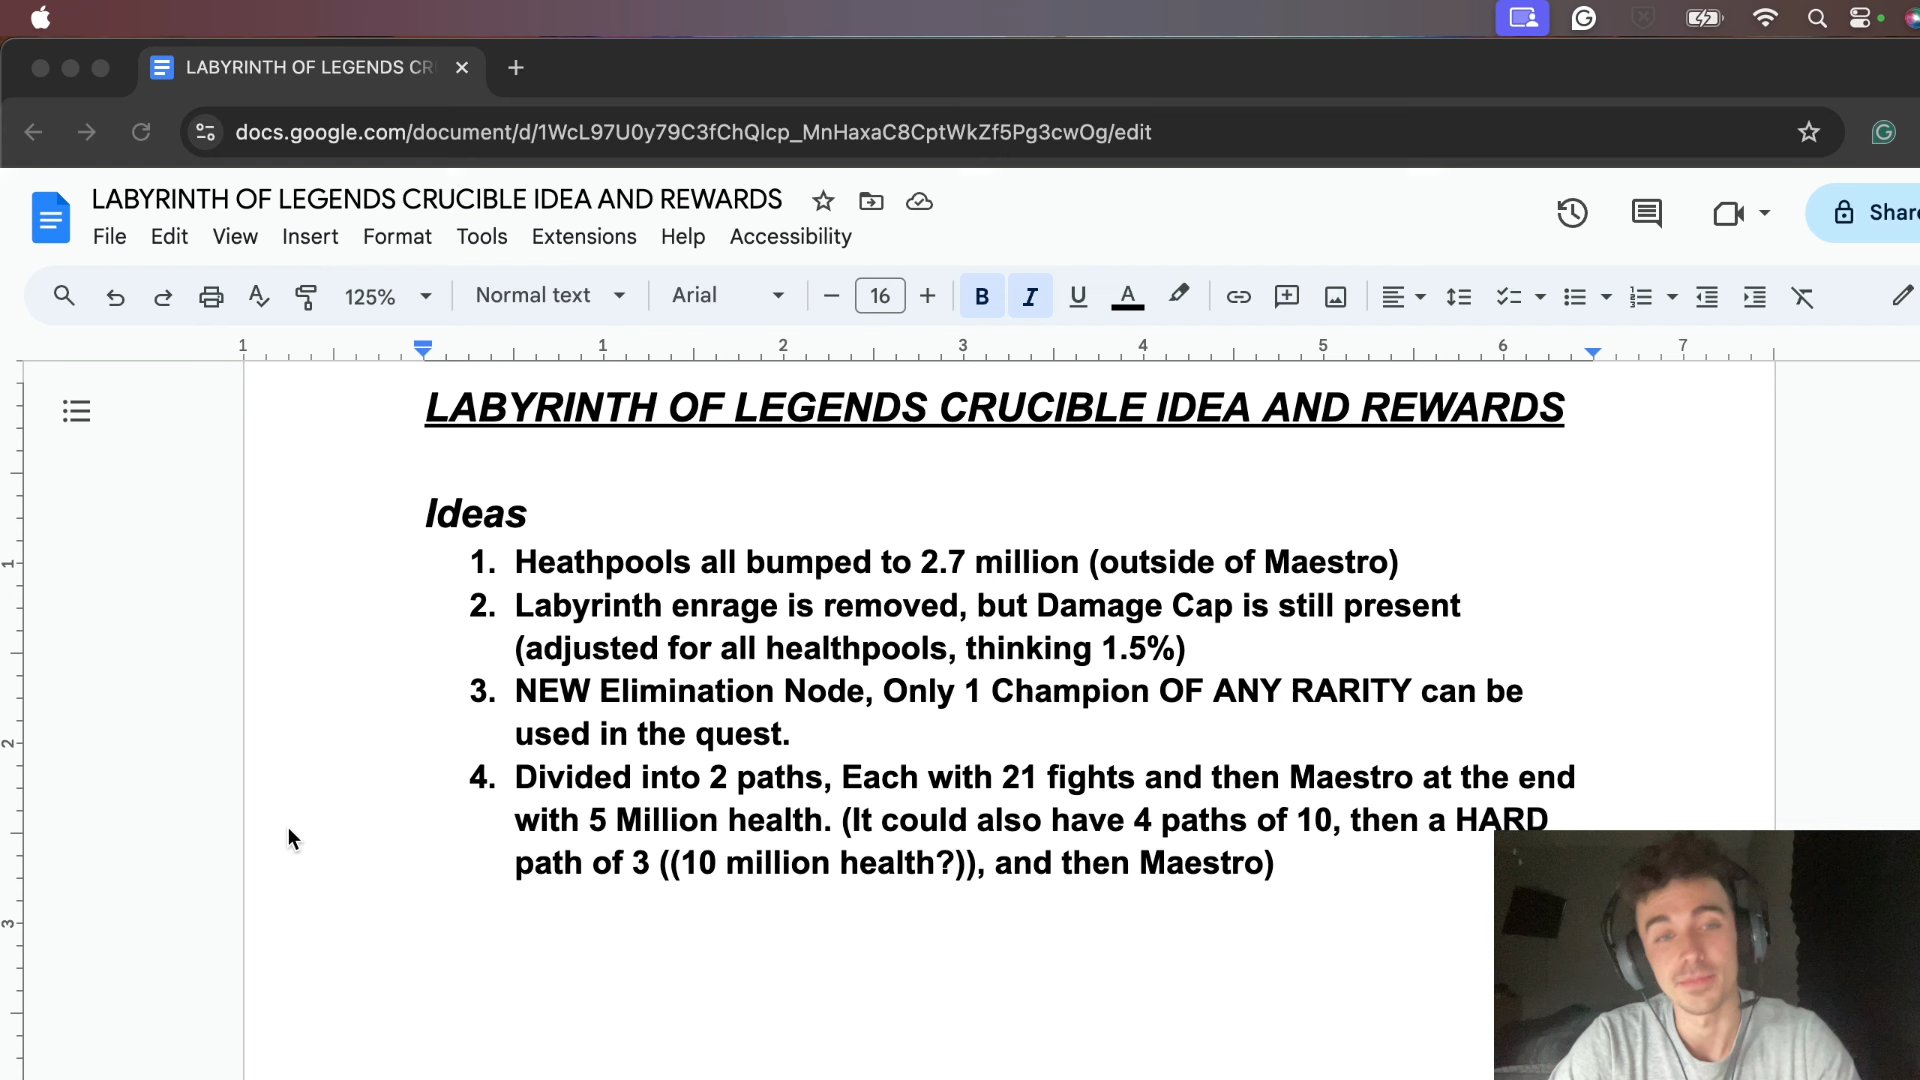 LABYRINTH OF LEGENDS CR
docs.google.com/document/d/1WcL97U0y79C3fChQIcp_MnHaxaC8CptWkZf5Pg3cwOg/edit
LABYRINTH OF LEGENDS CRUCIBLE IDEA AND REWARDS
Share
File Edit View Insert Format Tools Extensions Help Accessibility
125% Normal text Arial 16 B I U A
1 1 2 3 4 5 6 7
LABYRINTH OF LEGENDS CRUCIBLE IDEA AND REWARDS
Ideas
1. Heathpools all bumped to 2.7 million (outside of Maestro)
2. Labyrinth enrage is removed, but Damage Cap is still present
(adjusted for all healthpools, thinking 1.5%)
3. NEW Elimination Node, Only 1 Champion OF ANY RARITY can be
used in the quest.
4. Divided into 2 paths, Each with 21 fights and then Maestro at the end
with 5 Million health. (It could also have 4 paths of 10, then a HARD
path of 3 ((10 million health?)), and then Maestro)
1
2
3